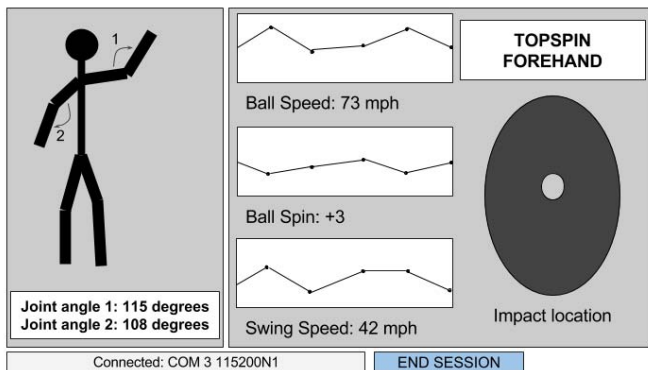 1
2
Joint angle 1: 115 degrees
Joint angle 2: 108 degrees
Ball Speed: 73 mph
Ball Spin: +3
Swing Speed: 42 mph
TOPSPIN
FOREHAND
Impact location
Connected: COM 3 115200N1
END SESSION